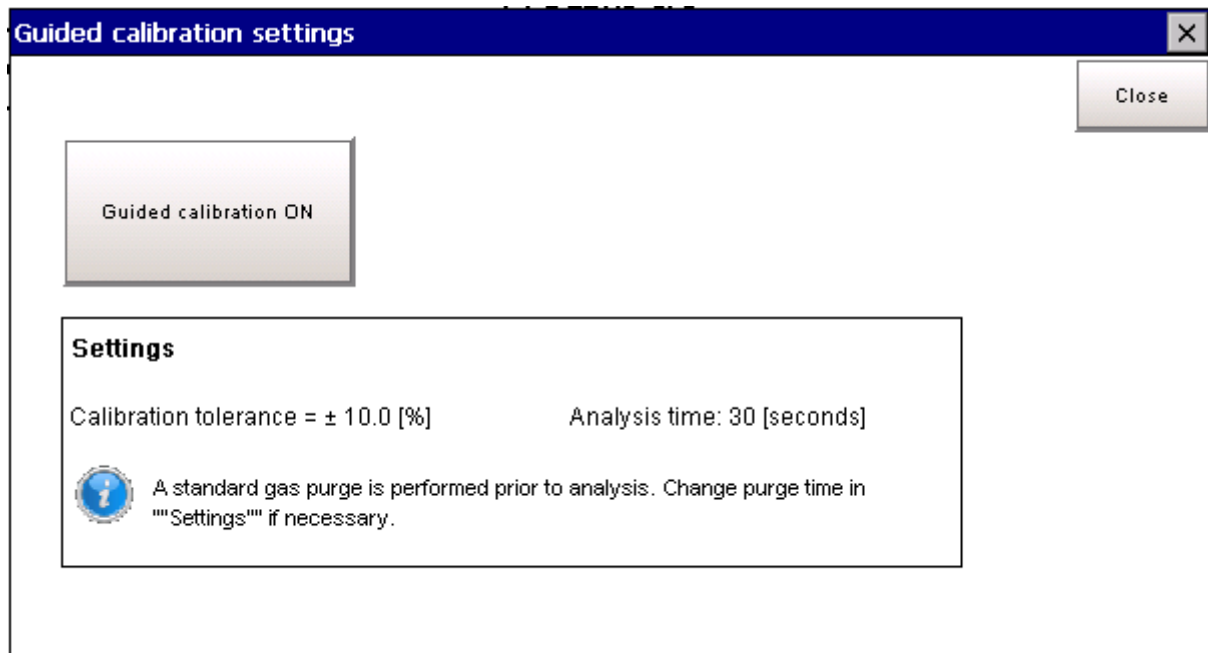 Guided calibration settings
Close
Guided calibration ON
Settings
Calibration tolerance = ± 10.0 [%]
Analysis time: 30 [seconds]
A standard gas purge is performed prior to analysis. Change purge time in
""Settings"" if necessary.